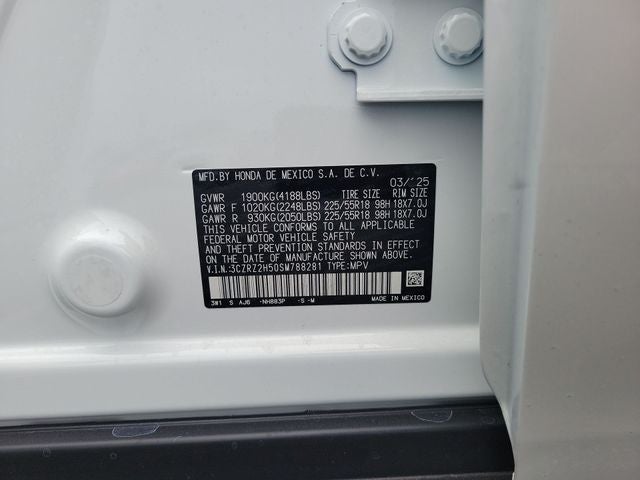 MFD.BY HONDA DE MEXICO S.A. DE C.V.
03/'25
GVWR 1900KG(4188LBS) TIRE SIZE RIM SIZE
GAWR F 1020KG(2248LBS) 225/55R18 98H 18X7.0J
GAWR R 930KG(2050LBS) 225/55R18 98H 18X7.0J
THIS VEHICLE CONFORMS TO ALL APPLICABLE
FEDERAL MOTOR VEHICLE SAFETY
AND THEFT PREVENTION STANDARDS IN EFFECT
ON THE DATE OF MANUFACTURE SHOWN ABOVE.
V.I.N.:3CZRZ2H50SM788281 TYPE:MPV
3W1 S AJ6 -NH883P -S -M MADE IN MEXICO